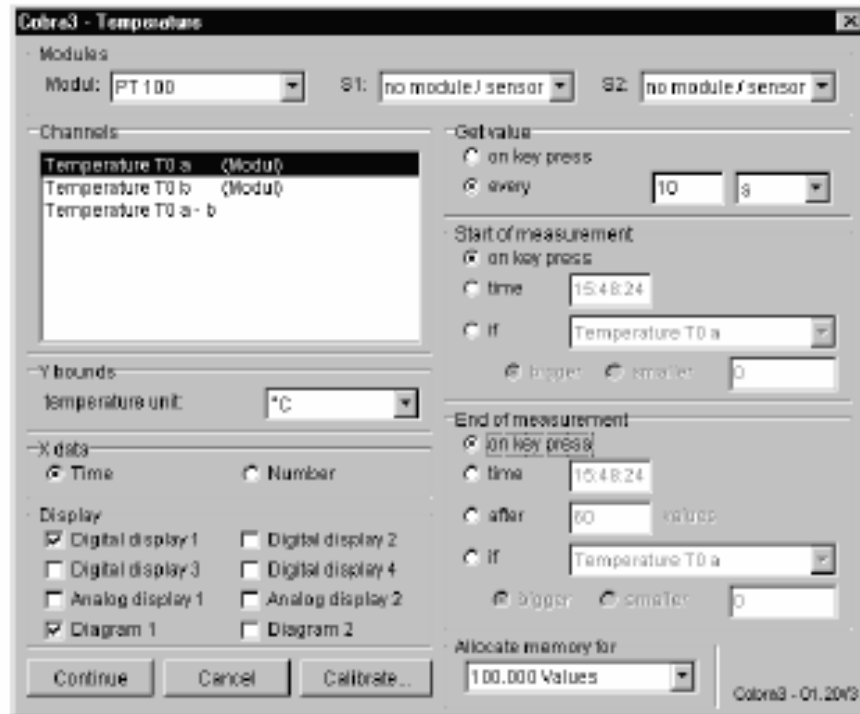 Cobra3 - Temperature
Modules
Modul: PT 100 S1: no module / sensor S2: no module / sensor
Channels
Temperature T0 a (Modul)
Temperature T0 b (Modul)
Temperature T0 a - b
Y bounds
temperature unit: °C
X data
Time Number
Display
Digital display 1 Digital display 2
Digital display 3 Digital display 4
Analog display 1 Analog display 2
Diagram 1 Diagram 2
Continue Cancel Calibrate...
Get value
on key press
every 10 s
Start of measurement
on key press
time 15:48:24
if Temperature T0 a
bigger smaller 0
End of measurement
on key press
time 15:48:24
after 60 values
if Temperature T0 a
bigger smaller 0
Allocate memory for
100.000 Values
Cobra3 - 01.20/V3